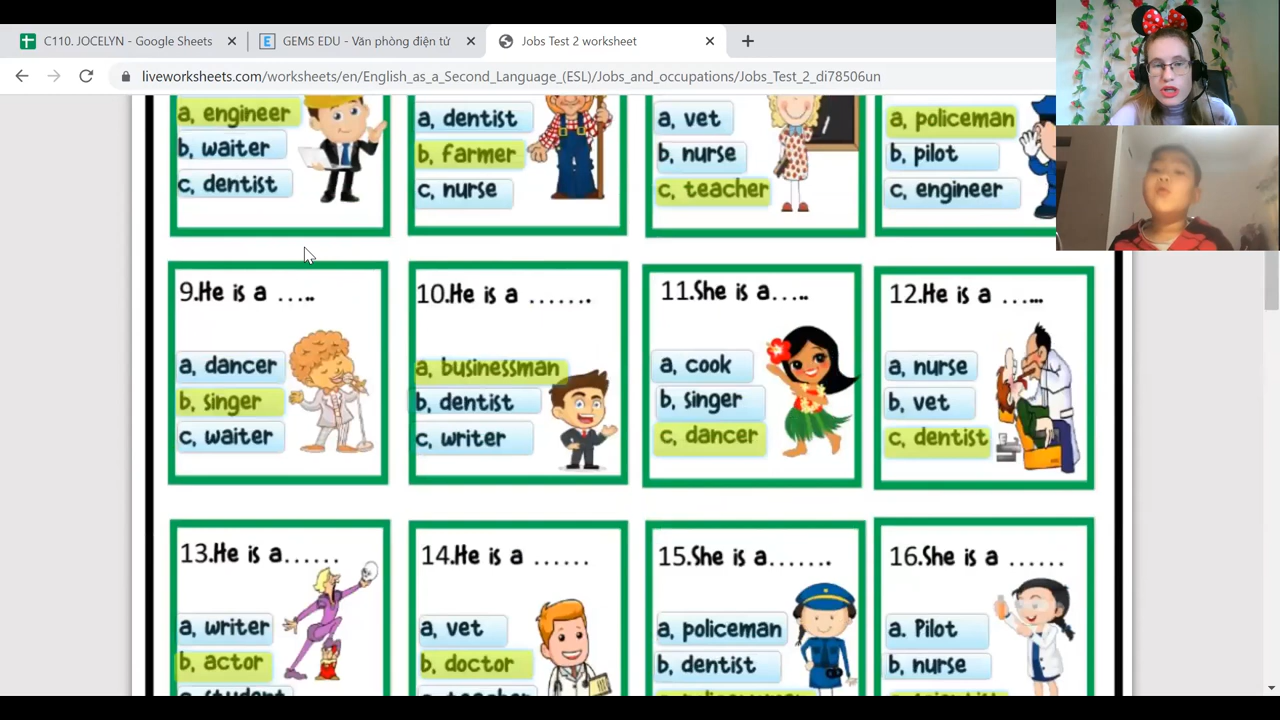 C110. JOCELYN - Google Sheets
GEMS EDU - Văn phòng điện tử
Jobs Test 2 worksheet
liveworksheets.com/worksheets/en/English_as_a_Second_Language_(ESL)/Jobs_and_occupations/Jobs_Test_2_di78506un
a, engineer
b, waiter
c, dentist
a, dentist
b, farmer
c, nurse
a, vet
b, nurse
c, teacher
a, policeman
b, pilot
c, engineer
9.He is a .....
a, dancer
b, singer
c, waiter
10.He is a .......
a, businessman
b, dentist
c, writer
11.She is a.....
a, cook
b, singer
c, dancer
12.He is a ......
a, nurse
b, vet
c, dentist
13.He is a......
a, writer
b, actor
c, student
14.He is a ......
a, vet
b, doctor
c, teacher
15.She is a.......
a, policeman
b, dentist
c, policewoman
16.She is a ......
a. Pilot
b, nurse
c, scientist